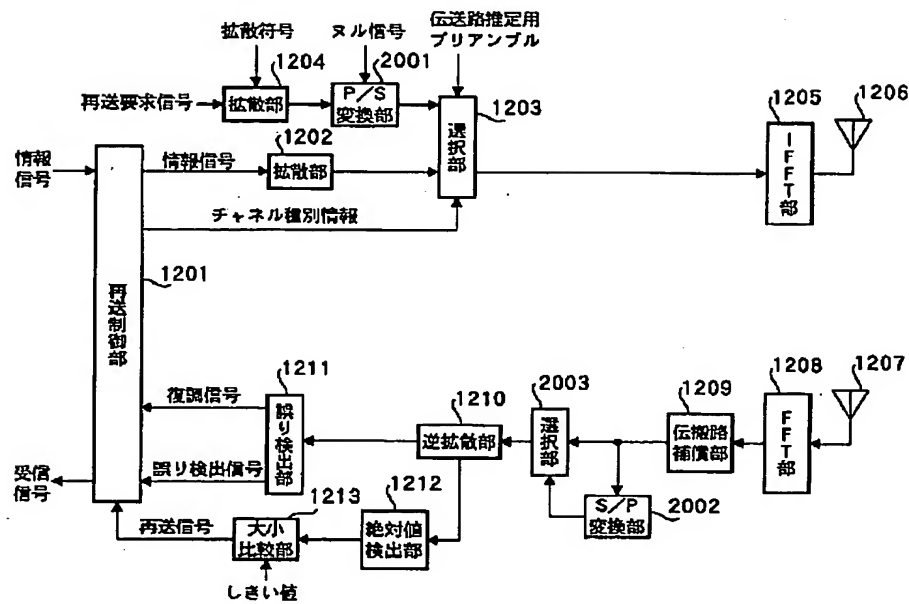 拡散符号
ヌル信号
伝送路推定用
プリアンブル
1204
2001
再送要求信号
拡散部
P/S
変換部
1203
選択部
1205
1206
IFFT部
情報
信号
情報信号
1202
拡散部
チャネル種別情報
1201
再送制御部
1211
復調信号
誤り検出部
1210
逆拡散部
2003
選択部
1209
伝搬路
補償部
1208
FFT部
1207
受信
信号
誤り検出信号
1213
1212
S/P
変換部
2002
再送信号
大小
比較部
絶対値
検出部
しきい値